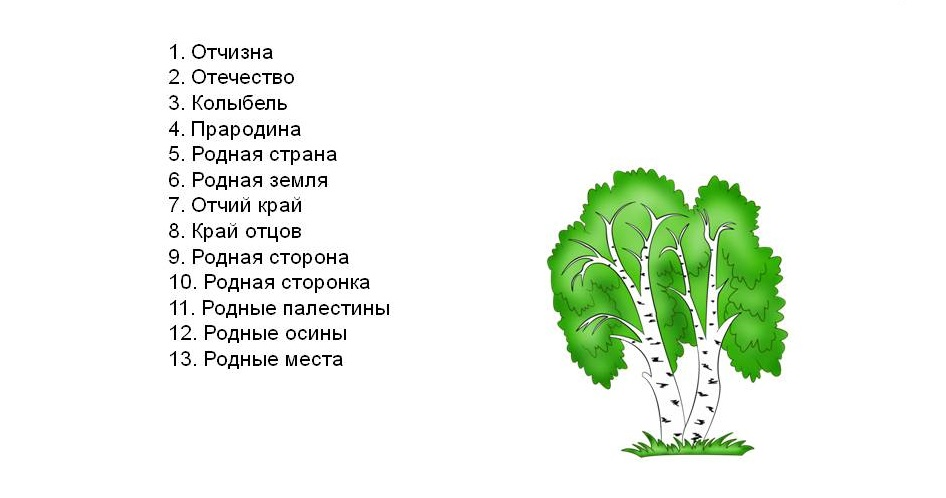 1. Отчизна
2. Отечество
3. Колыбель
4. Прародина
5. Родная страна
6. Родная земля
7. Отчий край
8. Край отцов
9. Родная сторона
10. Родная сторонка
11. Родные палестины
12. Родные осины
13. Родные места